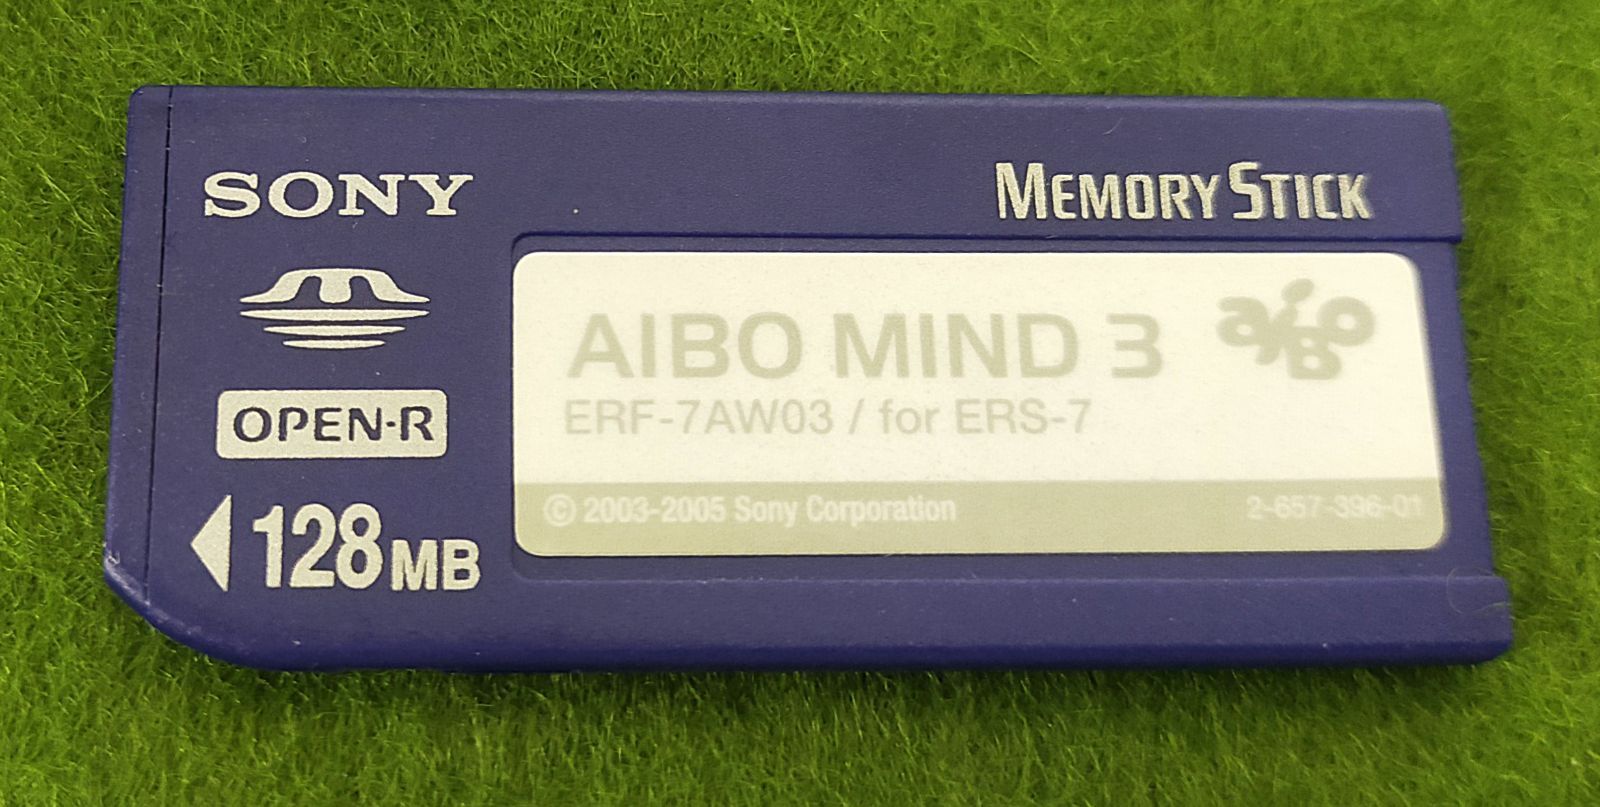 SONY
MEMORY STICK
AIBO MIND 3
aiBo
ERF-7AW03 / for ERS-7
OPEN-R
128MB
© 2003-2005 Sony Corporation
2-657-396-01